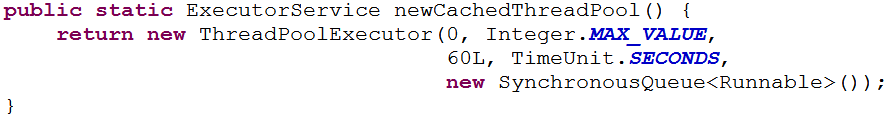 public static ExecutorService newCachedThreadPool() {
    return new ThreadPoolExecutor(0, Integer.MAX_VALUE,
                                  60L, TimeUnit.SECONDS,
                                  new SynchronousQueue<Runnable>());
}